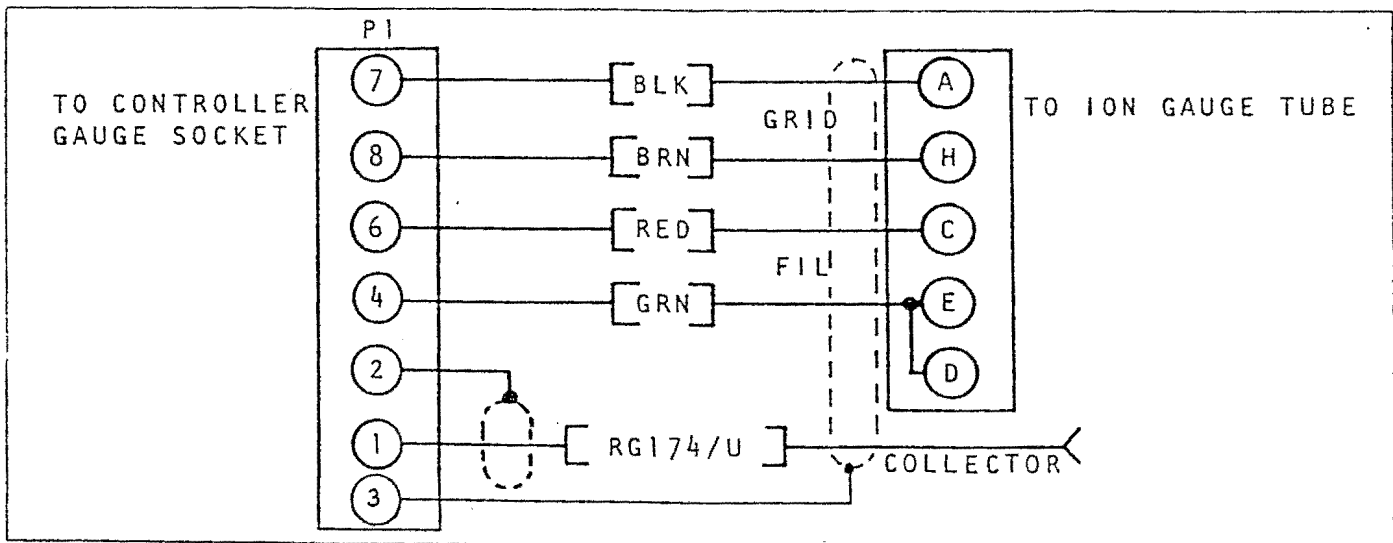 P1
7 BLK A
TO CONTROLLER
GAUGE SOCKET
TO ION GAUGE TUBE
GRID
8 BRN H
6 RED C
FIL
4 GRN E
2 D
1 RG174/U
COLLECTOR
3